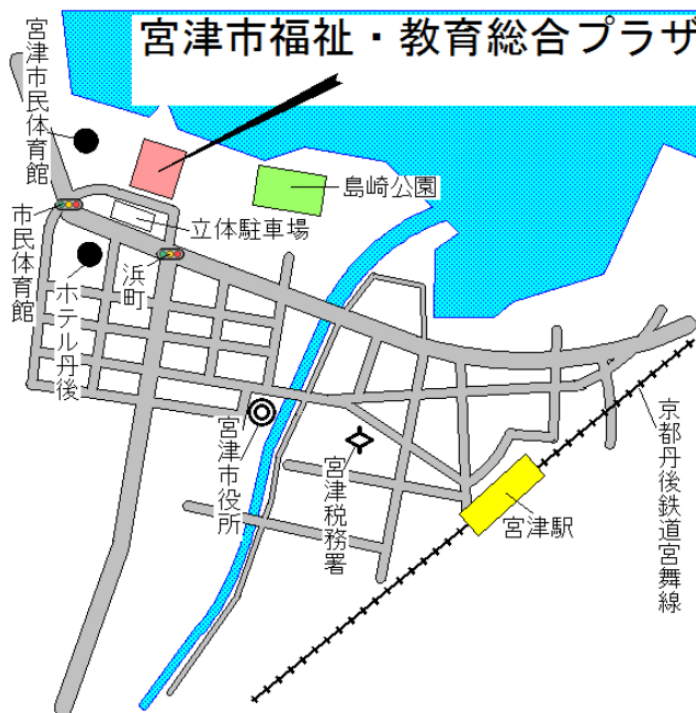 宮津市福祉・教育総合プラザ
宮津市民体育館
島崎公園
立体駐車場
市民体育館
浜町
ホテル丹後
宮津市役所
宮津税務署
宮津駅
京都丹後鉄道宮舞線